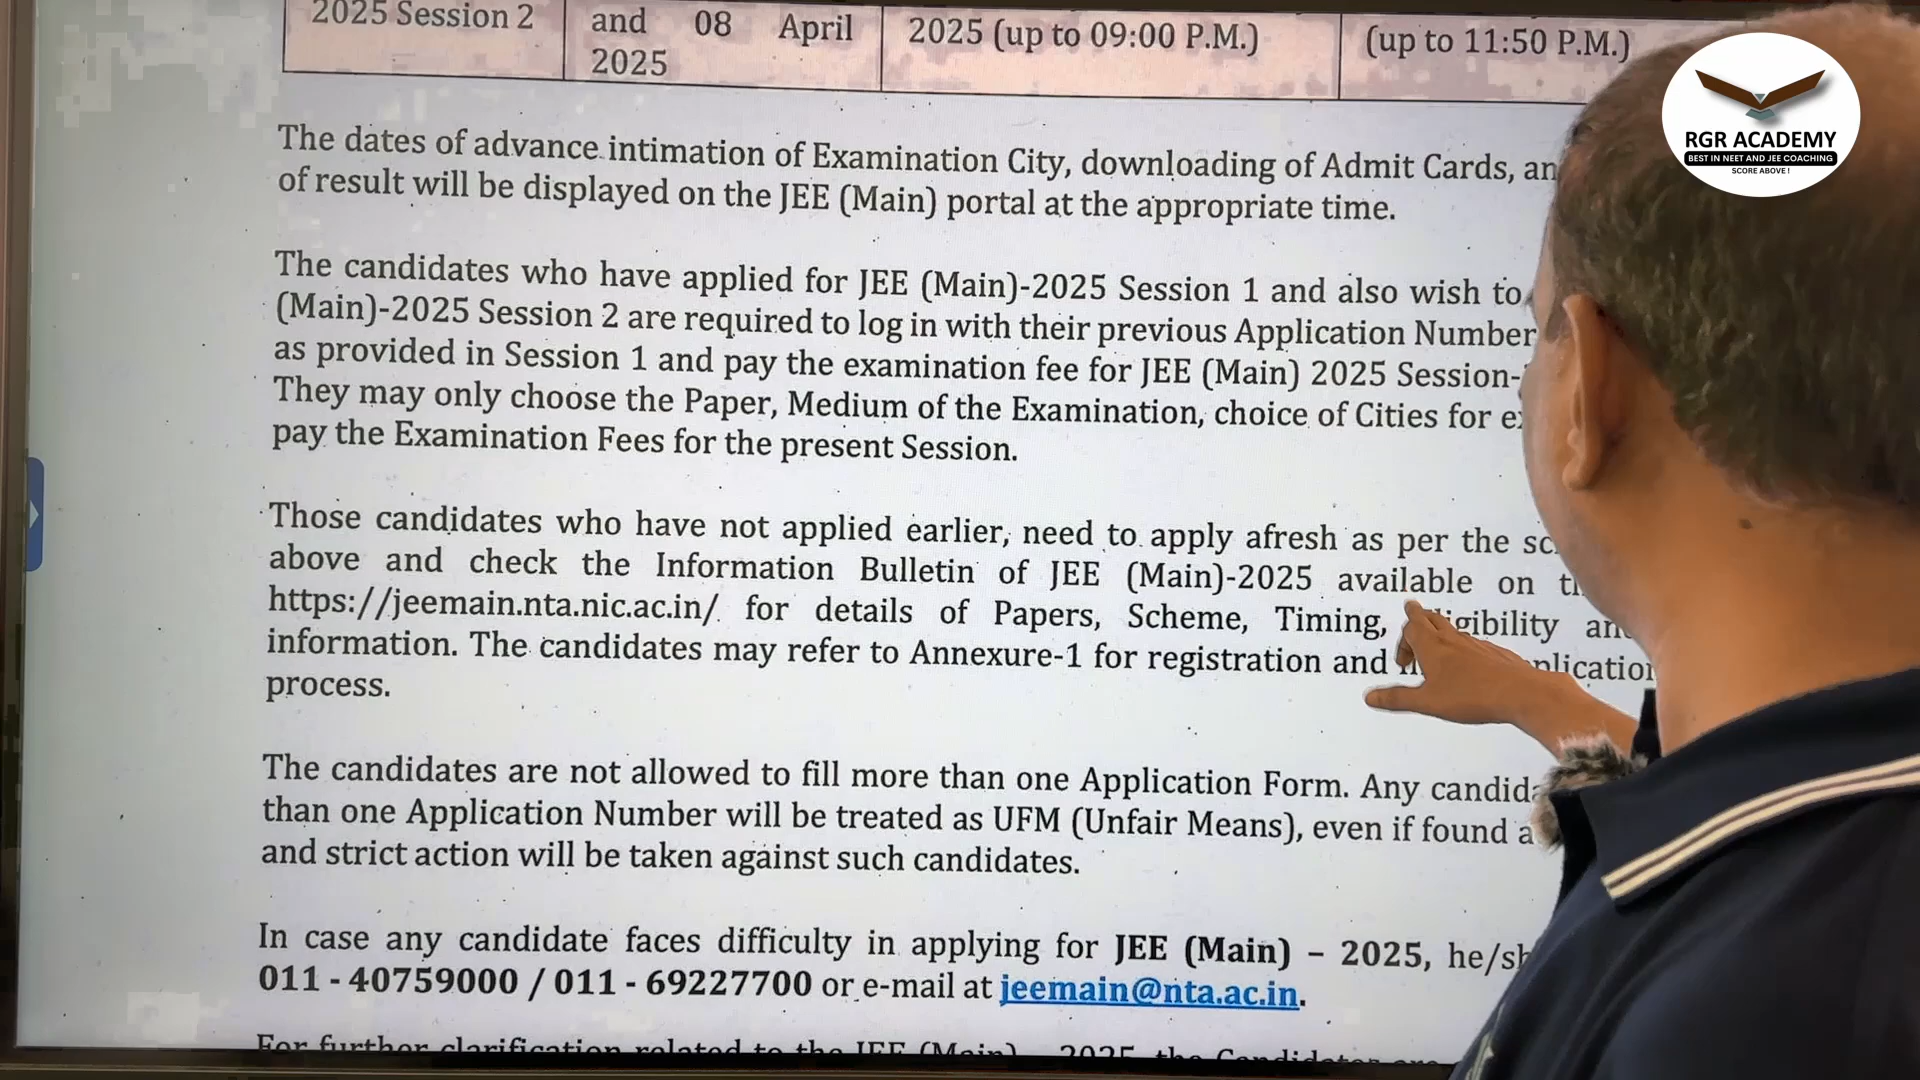 2025 Session 2
and 08 April
2025
2025 (up to 09:00 P.M.)
(up to 11:50 P.M.)
The dates of advance intimation of Examination City, downloading of Admit Cards,
of result will be displayed on the JEE (Main) portal at the appropriate time.
The candidates who have applied for JEE (Main)-2025 Session 1 and also wish to
(Main)-2025 Session 2 are required to log in with their previous Application Number
as provided in Session 1 and pay the examination fee for JEE (Main) 2025 Session-
They may only choose the Paper, Medium of the Examination, choice of Cities for
pay the Examination Fees for the present Session.
Those candidates who have not applied earlier, need to apply afresh as per the
above and check the Information Bulletin of JEE (Main)-2025 available on
https://jeemain.nta.nic.ac.in/ for details of Papers, Scheme, Timing,
information. The candidates may refer to Annexure-1 for registration and
process.
The candidates are not allowed to fill more than one Application Form. Any
than one Application Number will be treated as UFM (Unfair Means), even if found
and strict action will be taken against such candidates.
In case any candidate faces difficulty in applying for JEE (Main) – 2025,
011 - 40759000 / 011 - 69227700 or e-mail at jeemain@nta.ac.in.
For further clarification related to the JEE (Main) – 2025, the
RGR ACADEMY
BEST IN NEET AND JEE COACHING
SCORE ABOVE !